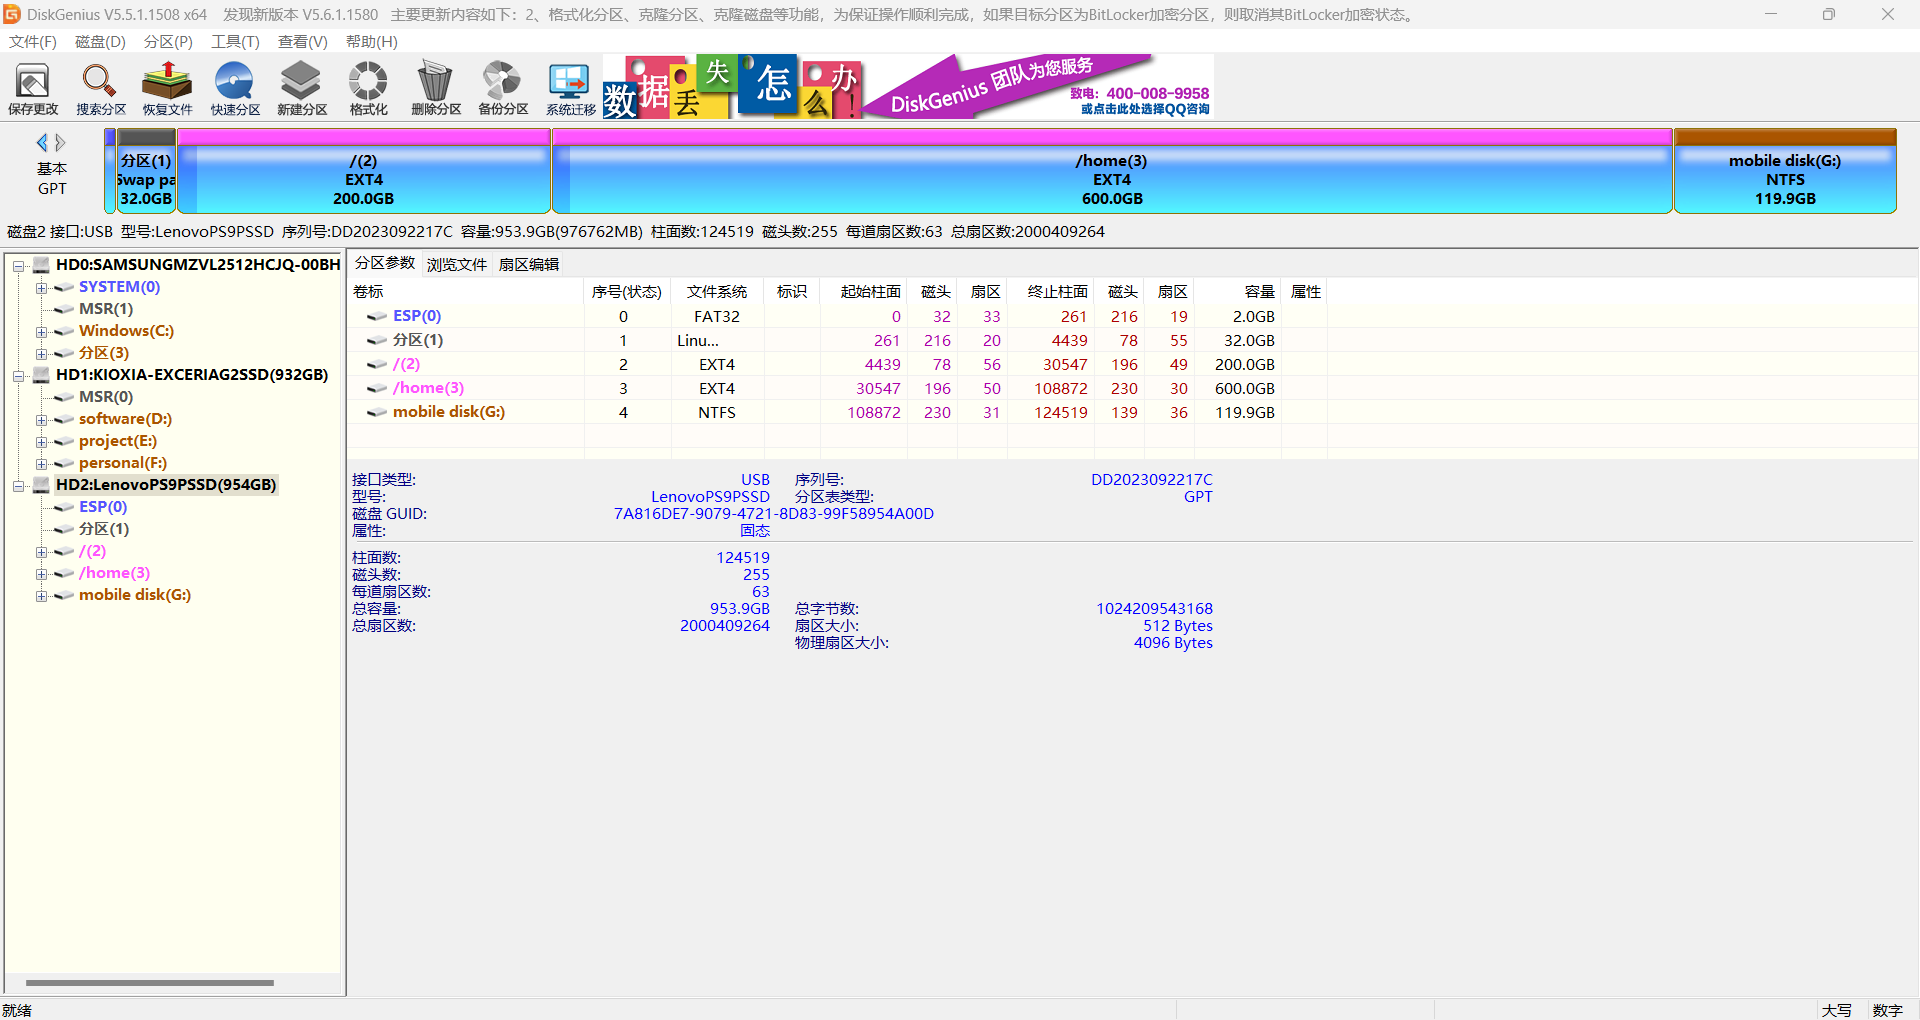 DiskGenius V5.5.1.1508 x64 发现新版本 V5.6.1.1580 主要更新内容如下：2、格式化分区、克隆分区、克隆磁盘等功能，为保证操作顺利完成，如果目标分区为BitLocker加密分区，则取消其BitLocker加密状态。
文件(F) 磁盘(D) 分区(P) 工具(T) 查看(V) 帮助(H)
保存更改 搜索分区 恢复文件 快速分区 新建分区 格式化 删除分区 备份分区 系统迁移
数据丢失怎么办！
DiskGenius 团队为您服务
致电：400-008-9958
或点击此处选择QQ咨询
基本
GPT
分区(1)
Swap pa
32.0GB
/(2)
EXT4
200.0GB
/home(3)
EXT4
600.0GB
mobile disk(G:)
NTFS
119.9GB
磁盘2 接口:USB 型号:LenovoPS9PSSD 序列号:DD2023092217C 容量:953.9GB(976762MB) 柱面数:124519 磁头数:255 每道扇区数:63 总扇区数:2000409264
HD0:SAMSUNGMZVL2512HCJQ-00BH
SYSTEM(0)
MSR(1)
Windows(C:)
分区(3)
HD1:KIOXIA-EXCERIAG2SSD(932GB)
MSR(0)
software(D:)
project(E:)
personal(F:)
HD2:LenovoPS9PSSD(954GB)
ESP(0)
分区(1)
/(2)
/home(3)
mobile disk(G:)
分区参数 浏览文件 扇区编辑
卷标 序号(状态) 文件系统 标识 起始柱面 磁头 扇区 终止柱面 磁头 扇区 容量 属性
ESP(0) 0 FAT32 0 32 33 261 216 19 2.0GB
分区(1) 1 Linu... 261 216 20 4439 78 55 32.0GB
/(2) 2 EXT4 4439 78 56 30547 196 49 200.0GB
/home(3) 3 EXT4 30547 196 50 108872 230 30 600.0GB
mobile disk(G:) 4 NTFS 108872 230 31 124519 139 36 119.9GB
接口类型: USB 序列号: DD2023092217C
型号: LenovoPS9PSSD 分区表类型: GPT
磁盘 GUID: 7A816DE7-9079-4721-8D83-99F58954A00D
属性: 固态
柱面数: 124519
磁头数: 255
每道扇区数: 63
总容量: 953.9GB 总字节数: 1024209543168
总扇区数: 2000409264 扇区大小: 512 Bytes
物理扇区大小: 4096 Bytes
就绪 大写 数字